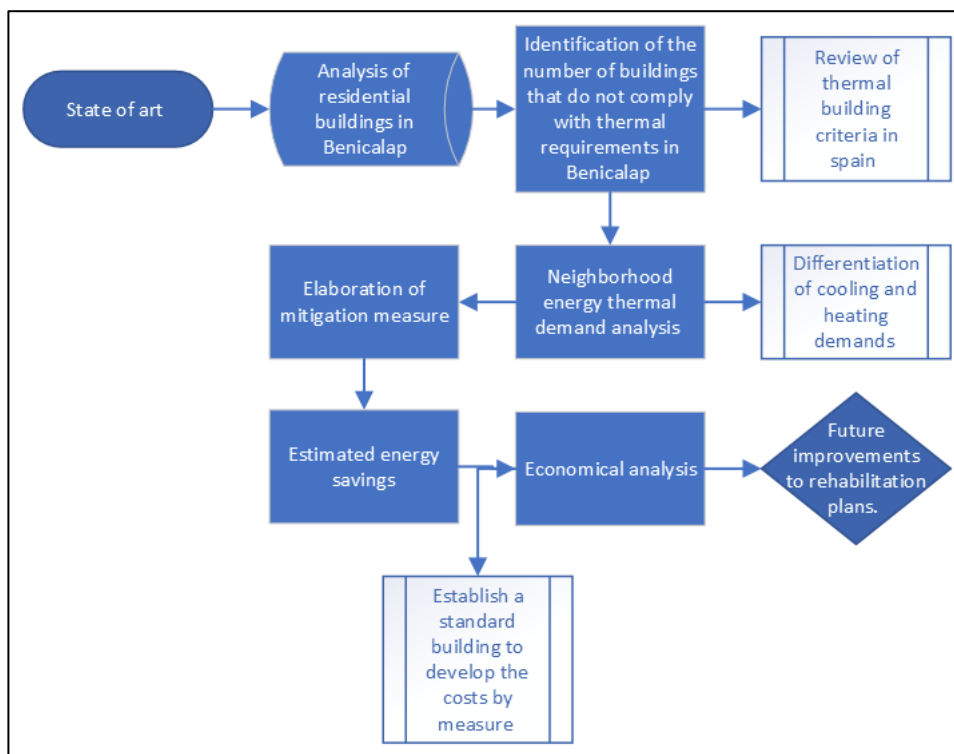 State of art
Analysis of
residential
buildings in
Benicalap
Identification of the
number of buildings
that do not comply
with thermal
requirements in
Benicalap
Review of
thermal
building
criteria in
spain
Elaboration of
mitigation measure
Neighborhood
energy thermal
demand analysis
Differentiation
of cooling and
heating
demands
Estimated energy
savings
Economical analysis
Future
improvements
to rehabilitation
plans.
Establish a
standard
building to
develop the
costs by
measure